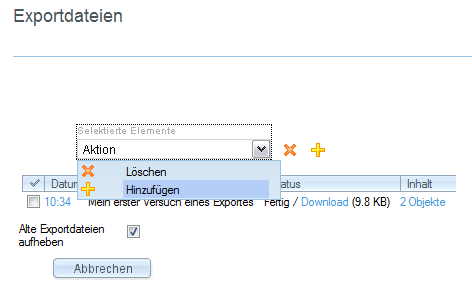 Exportdateien
Selektierte Elemente
Aktion
Löschen
Hinzufügen
Datum
Inhalt
10:34 Mein erster Versuch eines Exportes Fertig / Download (9.8 KB) 2 Objekte
Alte Exportdateien
aufheben
Abbrechen